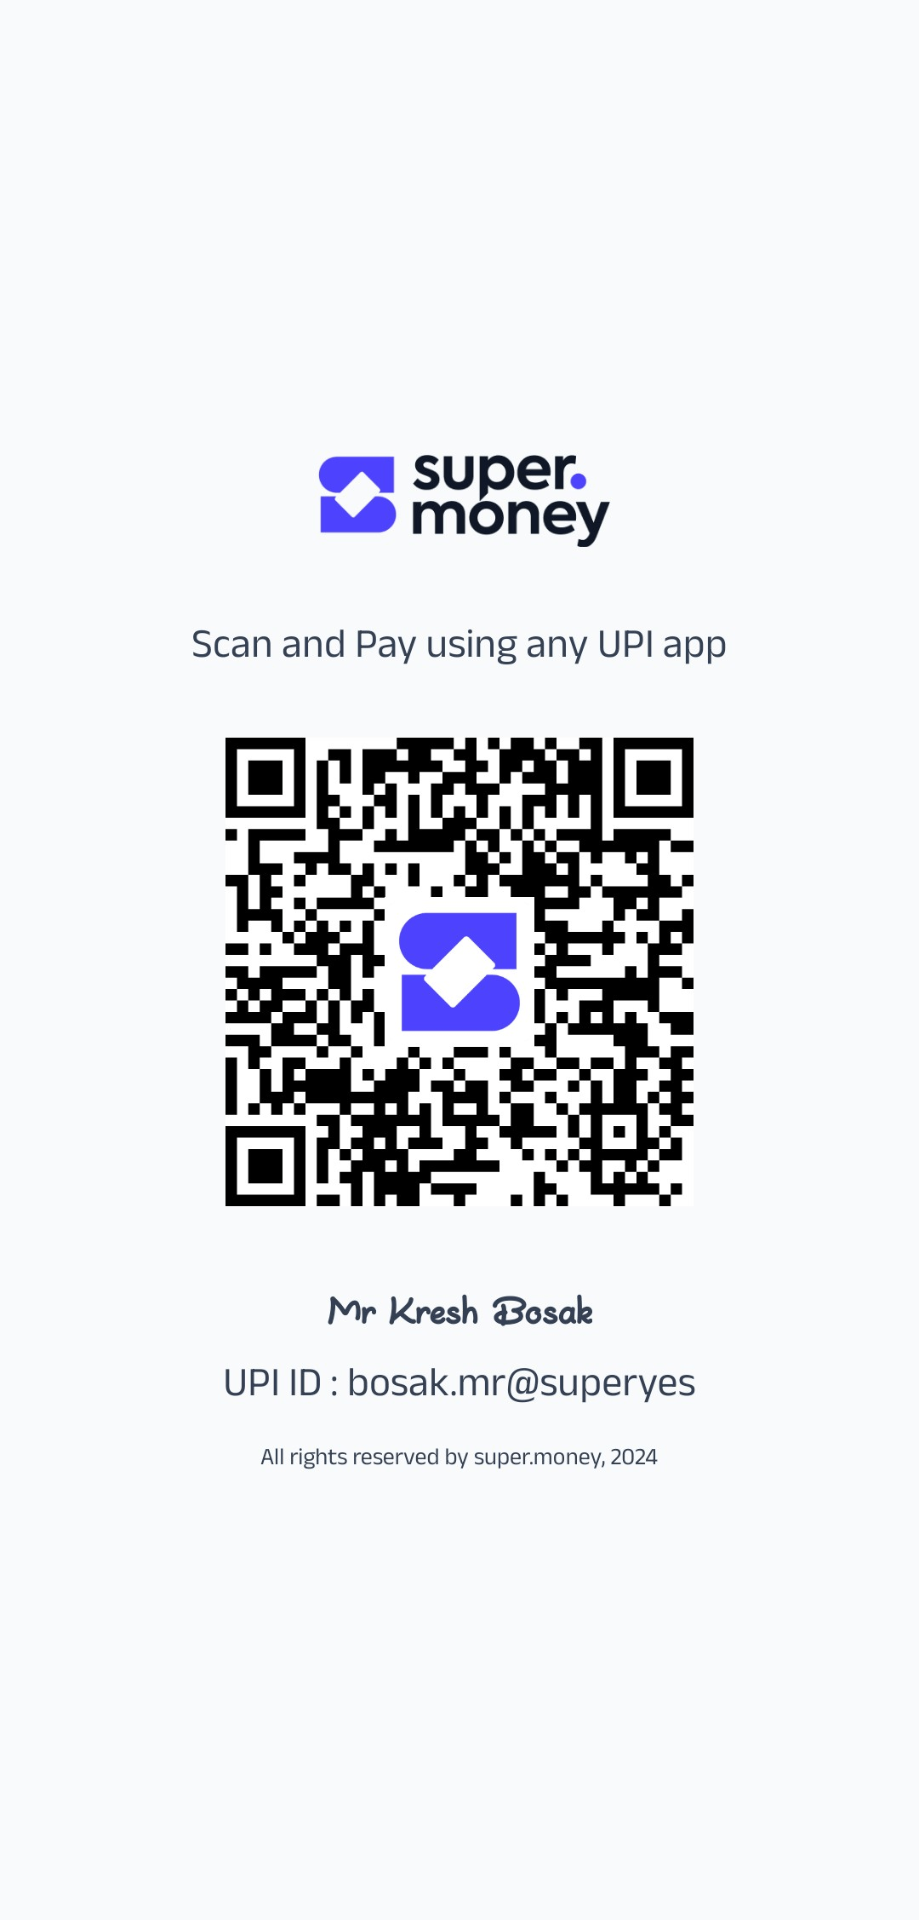 super.
money
Scan and Pay using any UPI app
Mr Kresh Bosak
UPI ID : bosak.mr@superyes
All rights reserved by super.money, 2024